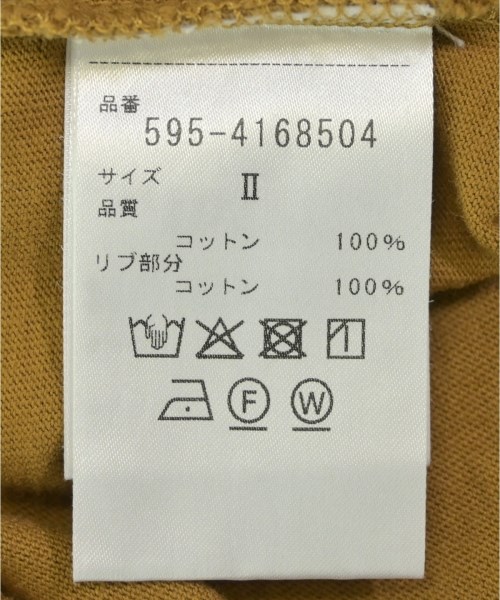 品番
595-4168504
サイズ Ⅱ
品質
コットン 100%
リブ部分
コットン 100%
F W